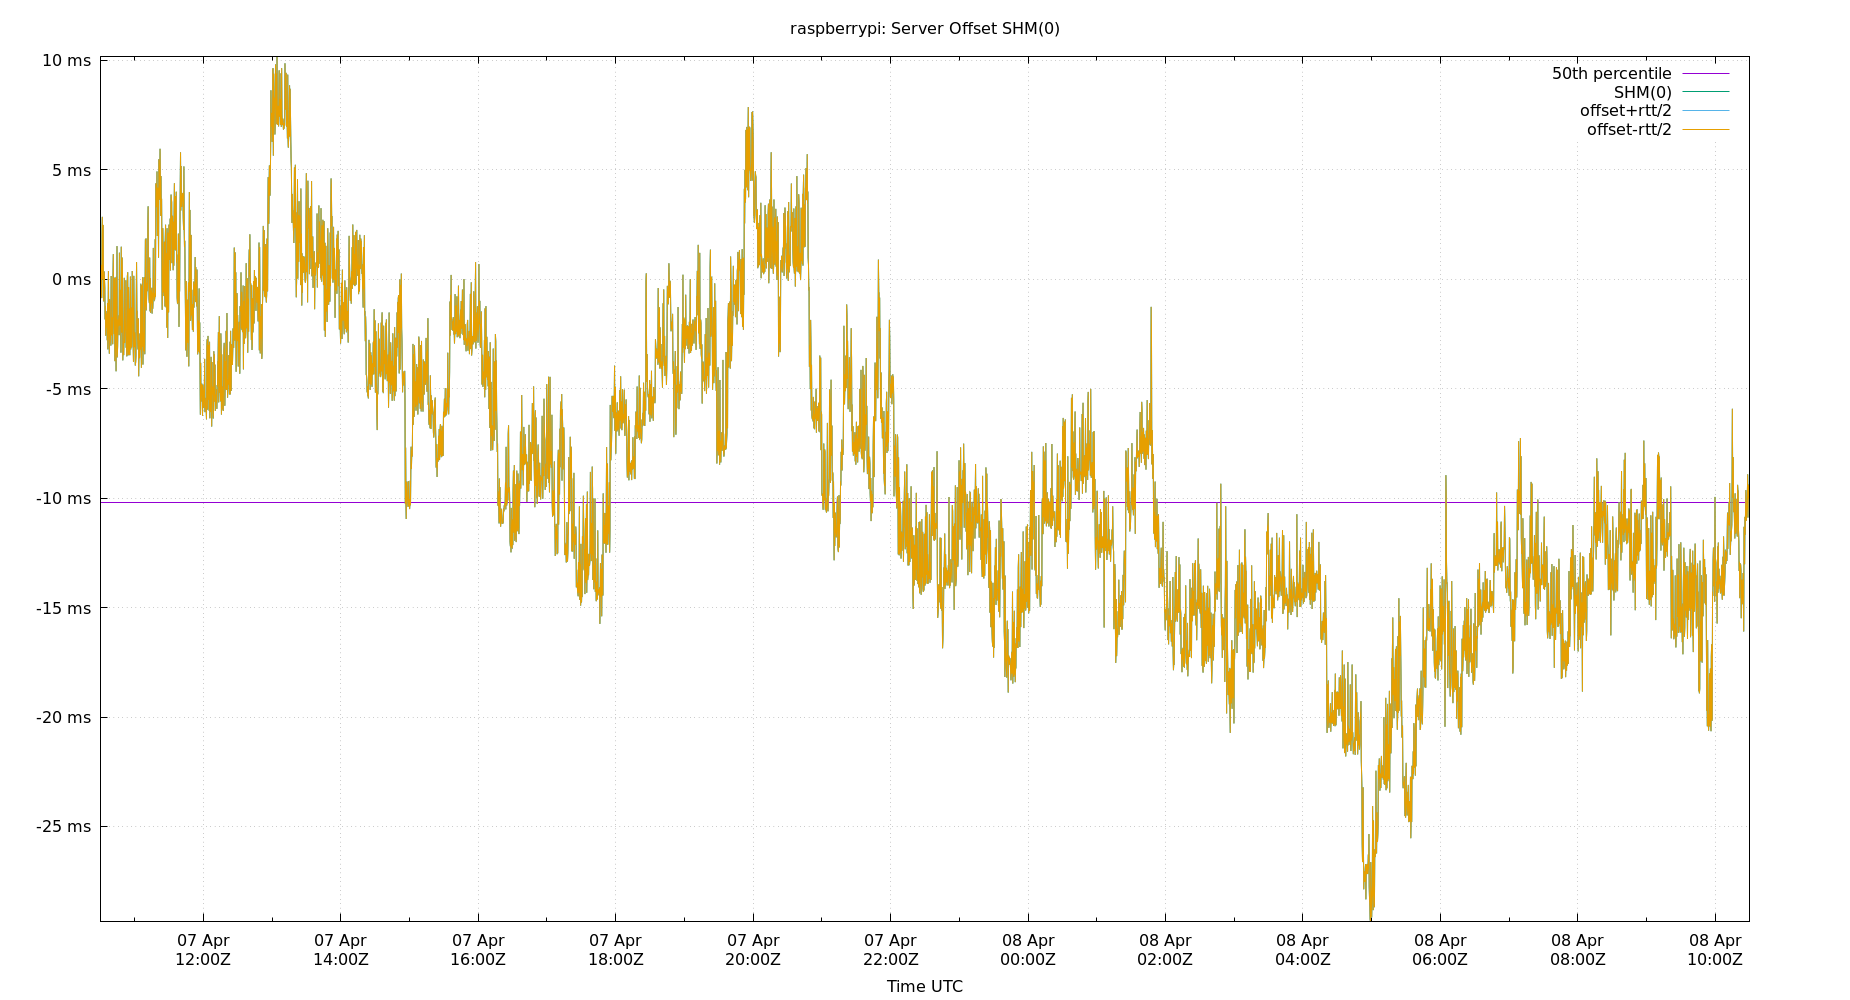 raspberrypi: Server Offset SHM(0)
10 ms
5 ms
0 ms
-5 ms
-10 ms
-15 ms
-20 ms
-25 ms
50th percentile
SHM(0)
offset+rtt/2
offset-rtt/2
07 Apr 07 Apr 07 Apr 07 Apr 07 Apr 07 Apr 08 Apr 08 Apr 08 Apr 08 Apr 08 Apr 08 Apr
12:00Z 14:00Z 16:00Z 18:00Z 20:00Z 22:00Z 00:00Z 02:00Z 04:00Z 06:00Z 08:00Z 10:00Z
Time UTC